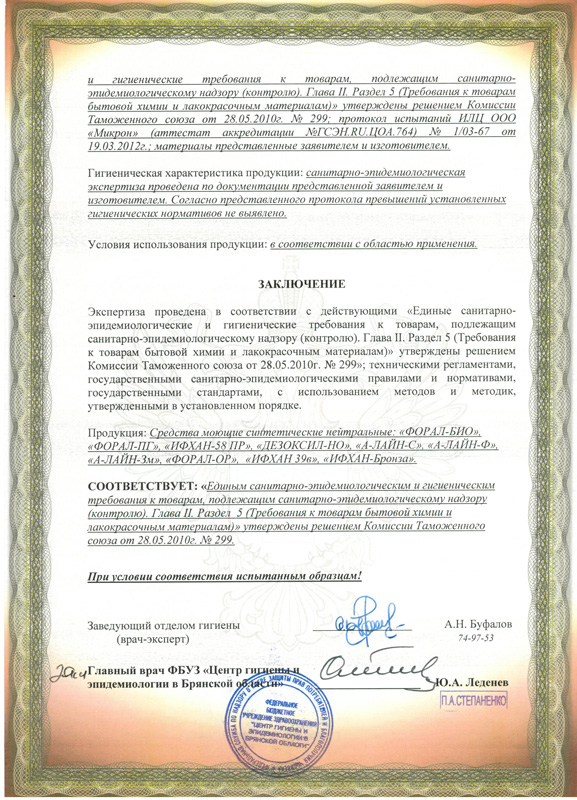 и гигиенические требования к товарам, подлежащим санитарно-
эпидемиологическому надзору (контролю). Глава II. Раздел 5 (Требования к товарам
бытовой химии и лакокрасочным материалам)» утверждены решением Комиссии
Таможенного союза от 28.05.2010г. № 299; протокол испытаний ИЛЦ ООО
«Микрон» (аттестат аккредитации №ГСЭН.RU.ЦОА.764) № 1/03-67 от
19.03.2012г.; материалы представленные заявителем и изготовителем.
Гигиеническая характеристика продукции: санитарно-эпидемиологическая
экспертиза проведена по документации представленной заявителем и
изготовителем. Согласно представленного протокола превышений установленных
гигиенических нормативов не выявлено.
Условия использования продукции: в соответствии с областью применения.
ЗАКЛЮЧЕНИЕ
Экспертиза проведена в соответствии с действующими «Единые санитарно-
эпидемиологические и гигиенические требования к товарам, подлежащим
санитарно-эпидемиологическому надзору (контролю). Глава II. Раздел 5 (Требования
к товарам бытовой химии и лакокрасочным материалам)» утверждены решением
Комиссии Таможенного союза от 28.05.2010г. № 299»; техническими регламентами,
государственными санитарно-эпидемиологическими правилами и нормативами,
государственными стандартами, с использованием методов и методик,
утвержденными в установленном порядке.
Продукция: Средства моющие синтетические нейтральные: «ФОРАЛ-БИО»,
«ФОРАЛ-ПГ», «ИФХАН-58 ПР», «ДЕЗОКСИЛ-НО», «А-ЛАЙН-С», «А-ЛАЙН-Ф»,
«А-ЛАЙН-Зм», «ФОРАЛ-ОР», «ИФХАН 39в», «ИФХАН-Бронза».
СООТВЕТСТВУЕТ: «Единым санитарно-эпидемиологическим и гигиеническим
требования к товарам, подлежащим санитарно-эпидемиологическому надзору
(контролю). Глава II. Раздел 5 (Требования к товарам бытовой химии и
лакокрасочным материалам)» утверждены решением Комиссии Таможенного
союза от 28.05.2010г. № 299.
При условии соответствия испытанным образцам!
Заведующий отделом гигиены А.Н. Буфалов
(врач-эксперт) 74-97-53
Главный врач ФБУЗ «Центр гигиены и
эпидемиологии в Брянской области» Ю.А. Леденев
П.А.СТЕПАНЕНКО
ФЕДЕРАЛЬНОЕ
БЮДЖЕТНОЕ
УЧРЕЖДЕНИЕ ЗДРАВООХРАНЕНИЯ
"ЦЕНТР ГИГИЕНЫ И
ЭПИДЕМИОЛОГИИ В
БРЯНСКОЙ ОБЛАСТИ"